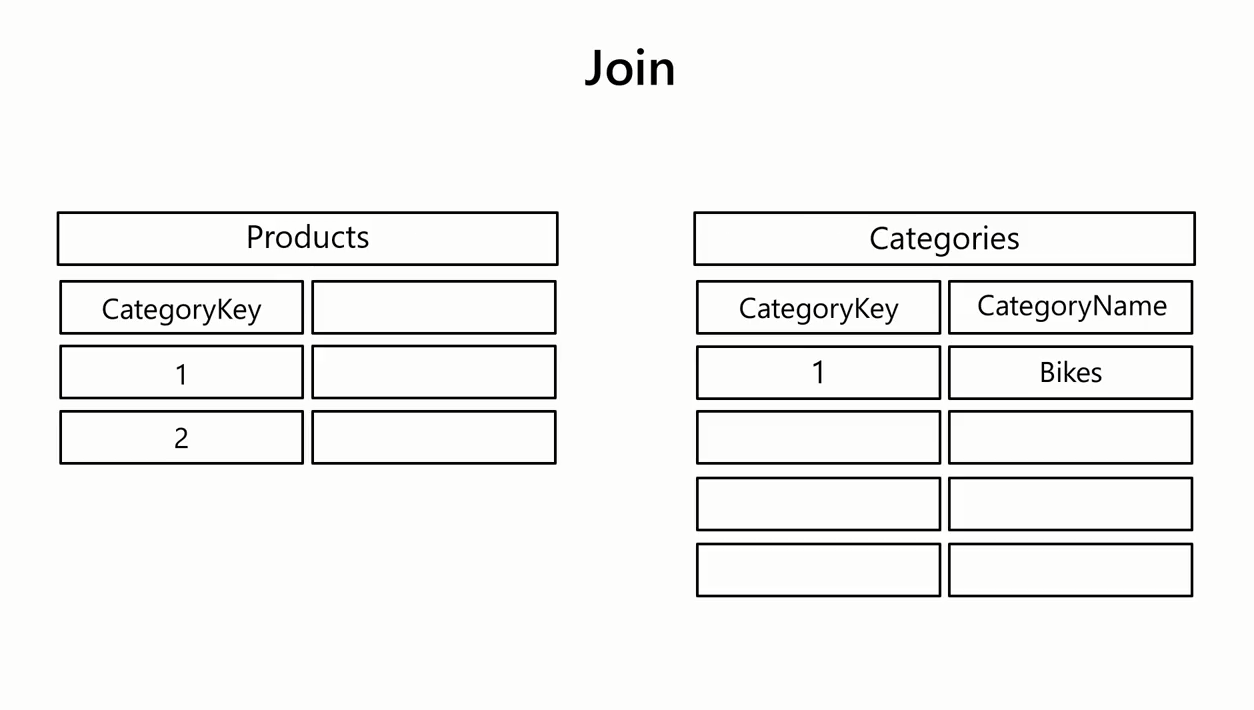 Join
Products
CategoryKey
1
2
Categories
CategoryKey CategoryName
1 Bikes